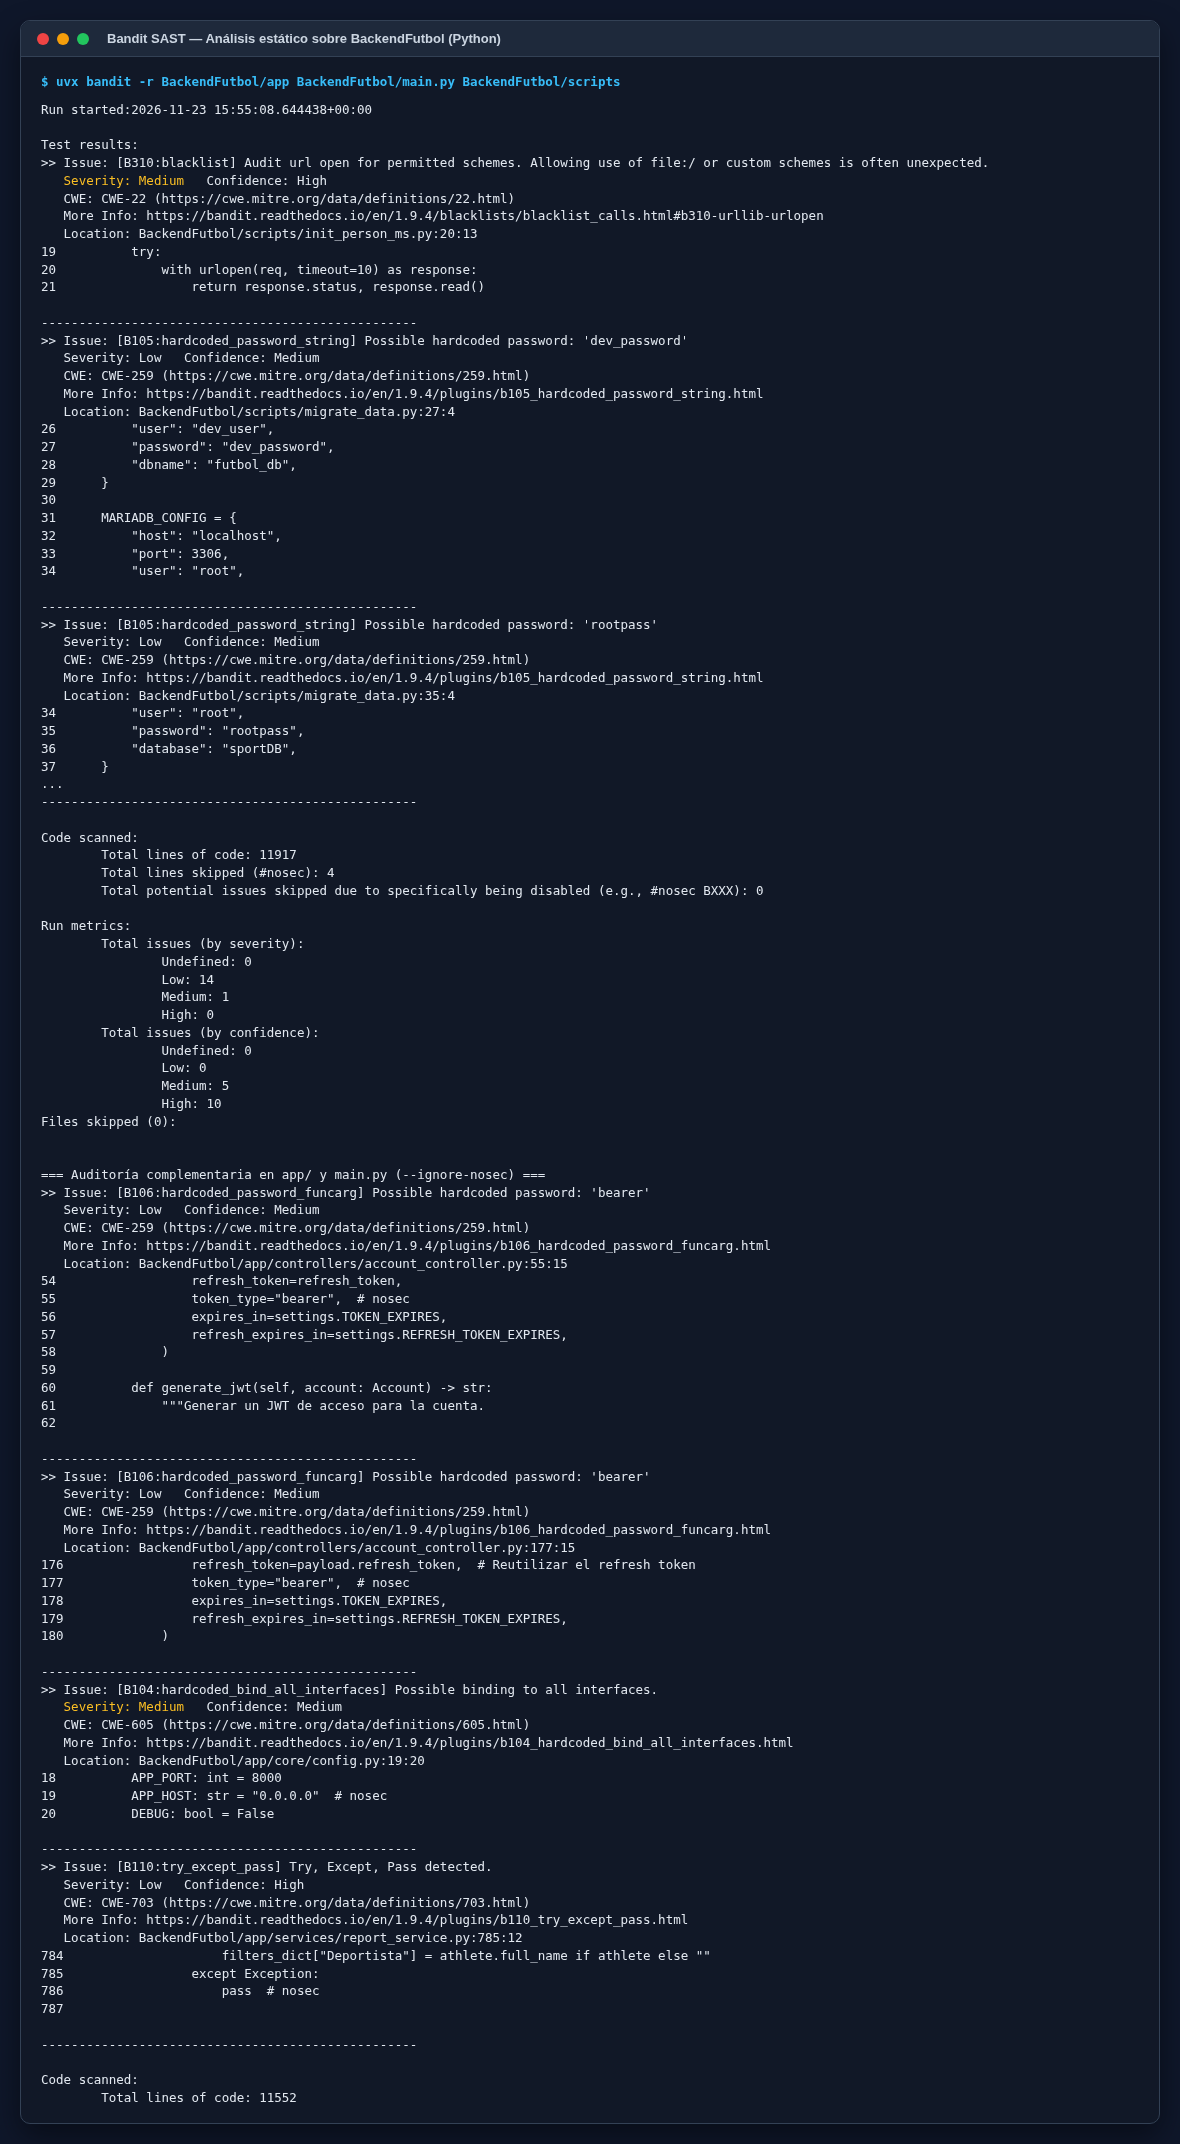 Bandit SAST — Análisis estático sobre BackendFutbol (Python)
$ uvx bandit -r BackendFutbol/app BackendFutbol/main.py BackendFutbol/scripts
Run started:2026-11-23 15:55:08.644438+00:00
Test results:
>> Issue: [B310:blacklist] Audit url open for permitted schemes. Allowing use of file:/ or custom schemes is often unexpected.
   Severity: Medium   Confidence: High
   CWE: CWE-22 (https://cwe.mitre.org/data/definitions/22.html)
   More Info: https://bandit.readthedocs.io/en/1.9.4/blacklists/blacklist_calls.html#b310-urllib-urlopen
   Location: BackendFutbol/scripts/init_person_ms.py:20:13
19          try:
20              with urlopen(req, timeout=10) as response:
21                  return response.status, response.read()
--------------------------------------------------
>> Issue: [B105:hardcoded_password_string] Possible hardcoded password: 'dev_password'
   Severity: Low   Confidence: Medium
   CWE: CWE-259 (https://cwe.mitre.org/data/definitions/259.html)
   More Info: https://bandit.readthedocs.io/en/1.9.4/plugins/b105_hardcoded_password_string.html
   Location: BackendFutbol/scripts/migrate_data.py:27:4
26          "user": "dev_user",
27          "password": "dev_password",
28          "dbname": "futbol_db",
29      }
30
31      MARIADB_CONFIG = {
32          "host": "localhost",
33          "port": 3306,
34          "user": "root",
--------------------------------------------------
>> Issue: [B105:hardcoded_password_string] Possible hardcoded password: 'rootpass'
   Severity: Low   Confidence: Medium
   CWE: CWE-259 (https://cwe.mitre.org/data/definitions/259.html)
   More Info: https://bandit.readthedocs.io/en/1.9.4/plugins/b105_hardcoded_password_string.html
   Location: BackendFutbol/scripts/migrate_data.py:35:4
34          "user": "root",
35          "password": "rootpass",
36          "database": "sportDB",
37      }
...
--------------------------------------------------
Code scanned:
        Total lines of code: 11917
        Total lines skipped (#nosec): 4
        Total potential issues skipped due to specifically being disabled (e.g., #nosec BXXX): 0
Run metrics:
        Total issues (by severity):
                Undefined: 0
                Low: 14
                Medium: 1
                High: 0
        Total issues (by confidence):
                Undefined: 0
                Low: 0
                Medium: 5
                High: 10
Files skipped (0):
=== Auditoría complementaria en app/ y main.py (--ignore-nosec) ===
>> Issue: [B106:hardcoded_password_funcarg] Possible hardcoded password: 'bearer'
   Severity: Low   Confidence: Medium
   CWE: CWE-259 (https://cwe.mitre.org/data/definitions/259.html)
   More Info: https://bandit.readthedocs.io/en/1.9.4/plugins/b106_hardcoded_password_funcarg.html
   Location: BackendFutbol/app/controllers/account_controller.py:55:15
54                  refresh_token=refresh_token,
55                  token_type="bearer",  # nosec
56                  expires_in=settings.TOKEN_EXPIRES,
57                  refresh_expires_in=settings.REFRESH_TOKEN_EXPIRES,
58              )
59
60          def generate_jwt(self, account: Account) -> str:
61              """Generar un JWT de acceso para la cuenta.
62
--------------------------------------------------
>> Issue: [B106:hardcoded_password_funcarg] Possible hardcoded password: 'bearer'
   Severity: Low   Confidence: Medium
   CWE: CWE-259 (https://cwe.mitre.org/data/definitions/259.html)
   More Info: https://bandit.readthedocs.io/en/1.9.4/plugins/b106_hardcoded_password_funcarg.html
   Location: BackendFutbol/app/controllers/account_controller.py:177:15
176                 refresh_token=payload.refresh_token,  # Reutilizar el refresh token
177                 token_type="bearer",  # nosec
178                 expires_in=settings.TOKEN_EXPIRES,
179                 refresh_expires_in=settings.REFRESH_TOKEN_EXPIRES,
180             )
--------------------------------------------------
>> Issue: [B104:hardcoded_bind_all_interfaces] Possible binding to all interfaces.
   Severity: Medium   Confidence: Medium
   CWE: CWE-605 (https://cwe.mitre.org/data/definitions/605.html)
   More Info: https://bandit.readthedocs.io/en/1.9.4/plugins/b104_hardcoded_bind_all_interfaces.html
   Location: BackendFutbol/app/core/config.py:19:20
18          APP_PORT: int = 8000
19          APP_HOST: str = "0.0.0.0"  # nosec
20          DEBUG: bool = False
--------------------------------------------------
>> Issue: [B110:try_except_pass] Try, Except, Pass detected.
   Severity: Low   Confidence: High
   CWE: CWE-703 (https://cwe.mitre.org/data/definitions/703.html)
   More Info: https://bandit.readthedocs.io/en/1.9.4/plugins/b110_try_except_pass.html
   Location: BackendFutbol/app/services/report_service.py:785:12
784                     filters_dict["Deportista"] = athlete.full_name if athlete else ""
785                 except Exception:
786                     pass  # nosec
787
--------------------------------------------------
Code scanned:
        Total lines of code: 11552